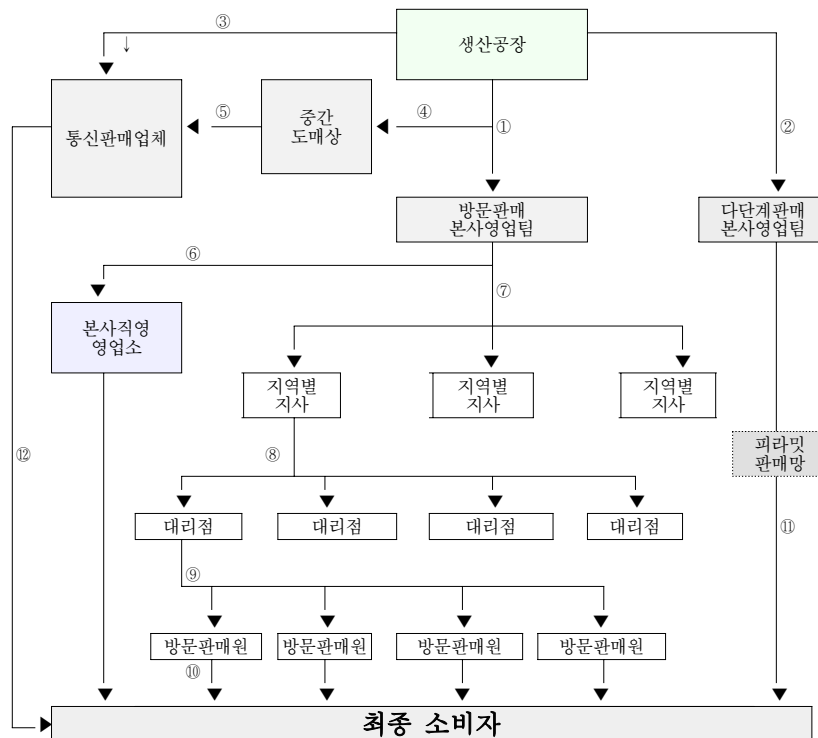 ③
↓
생산공장
통신판매업체
⑤
중간
도매상
④
①
②
방문판매
본사영업팀
다단계판매
본사영업팀
⑥
⑦
본사직영
영업소
지역별
지사
지역별
지사
지역별
지사
⑫
⑧
피라밋
판매망
대리점
대리점
대리점
대리점
⑪
⑨
방문판매원
방문판매원
방문판매원
방문판매원
⑩
최종 소비자